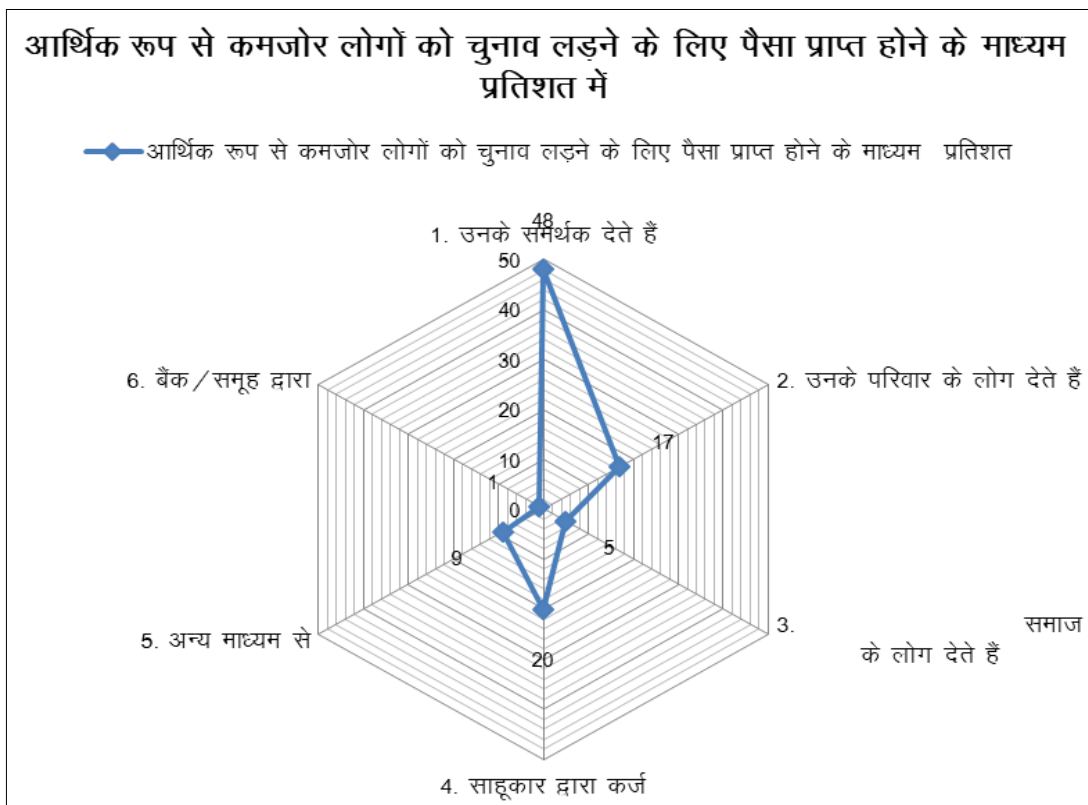 आर्थिक रूप से कमजोर लोगों को चुनाव लड़ने के लिए पैसा प्राप्त होने के माध्यम
प्रतिशत में
आर्थिक रूप से कमजोर लोगों को चुनाव लड़ने के लिए पैसा प्राप्त होने के माध्यम प्रतिशत
48
1. उनके समर्थक देते हैं
50
40
30
20
10
0
6. बैंक/समूह द्वारा
2. उनके परिवार के लोग देते हैं
17
1
5
9
5. अन्य माध्यम से
3. समाज
के लोग देते हैं
20
4. साहूकार द्वारा कर्ज